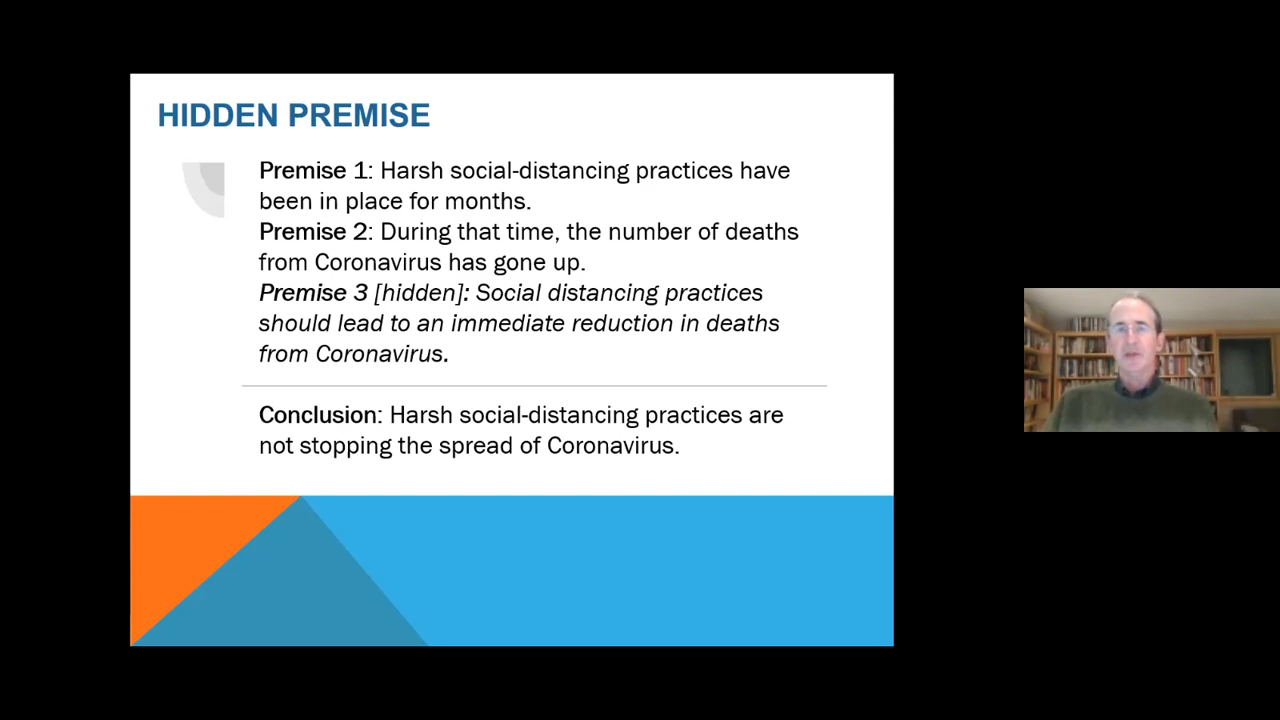 HIDDEN PREMISE
Premise 1: Harsh social-distancing practices have
been in place for months.
Premise 2: During that time, the number of deaths
from Coronavirus has gone up.
Premise 3 [hidden]: Social distancing practices
should lead to an immediate reduction in deaths
from Coronavirus.
Conclusion: Harsh social-distancing practices are
not stopping the spread of Coronavirus.